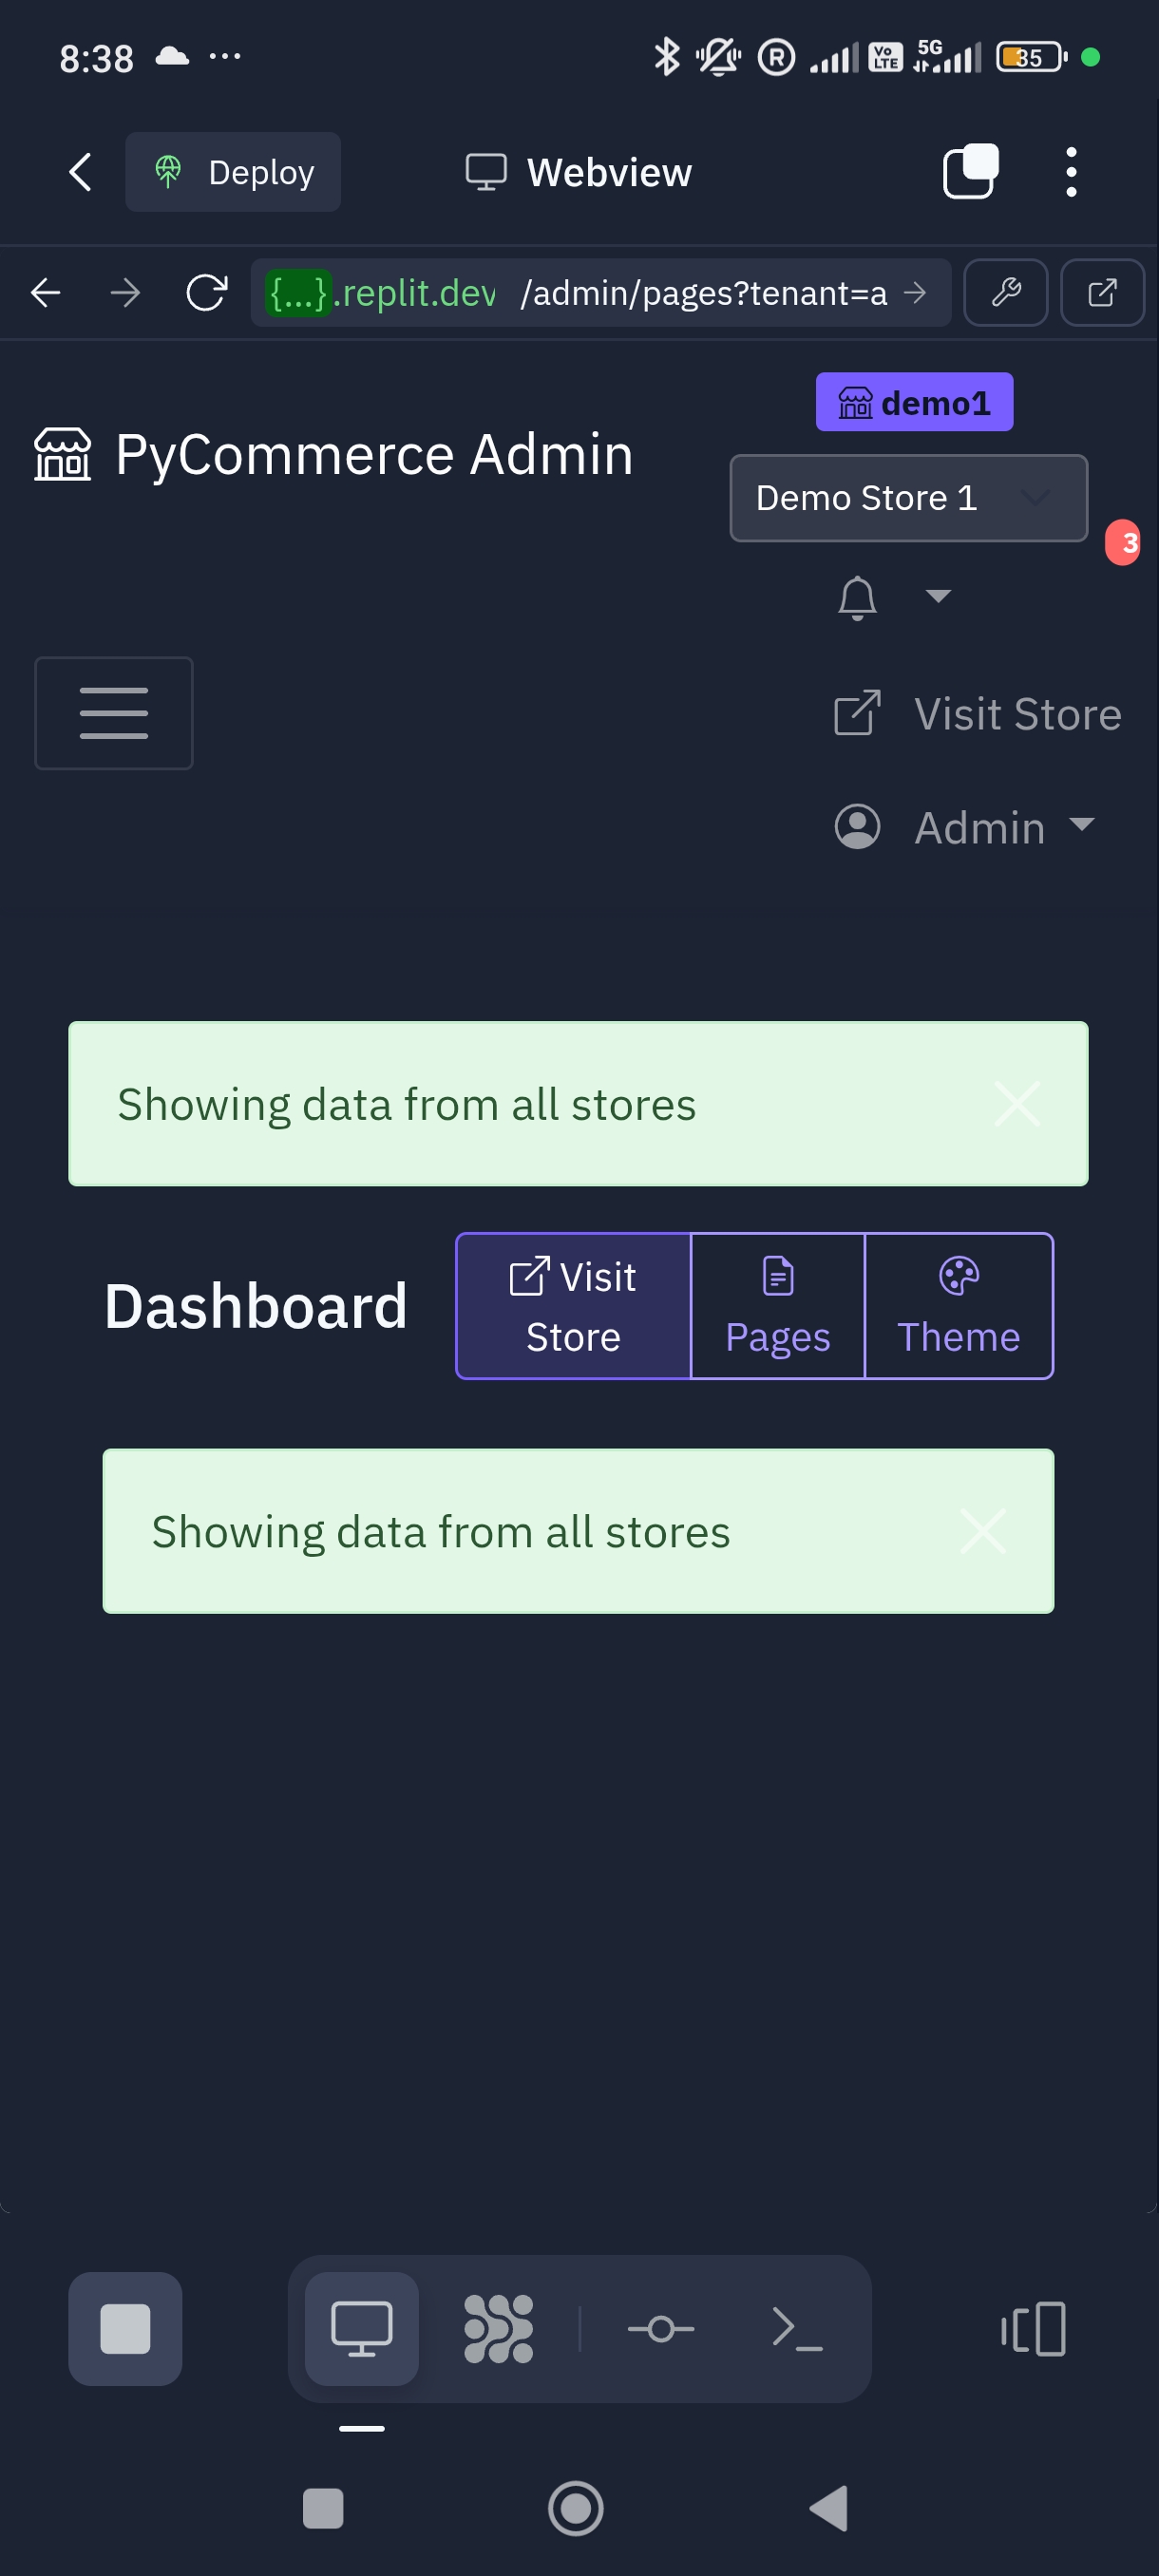 8:38
R
Vo LTE
5G
35
Deploy
Webview
{...}.replit.dev /admin/pages?tenant=a
demo1
PyCommerce Admin
Demo Store 1
3
Visit Store
Admin
Showing data from all stores
Dashboard
Visit Store
Pages
Theme
Showing data from all stores